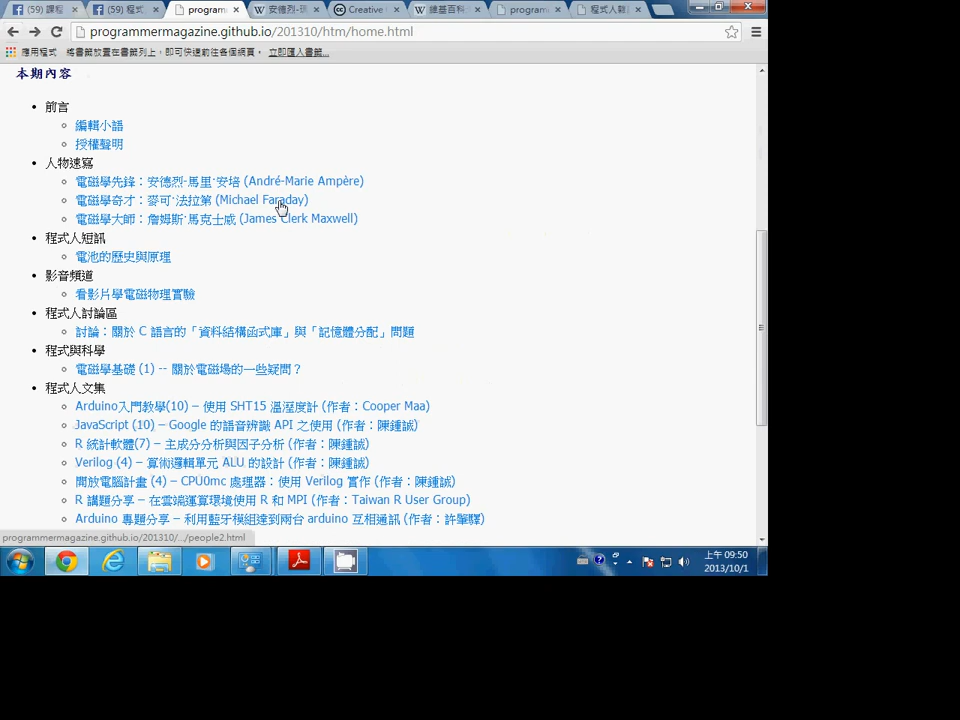 (59) 課程
(59) 程式
programm
安德烈-瑪
Creative
維基百科
programm
程式人雜
programmermagazine.github.io/201310/htm/home.html
應用程式 將書籤放置在書籤列上，即可快速前往各個網頁。 立即匯入書籤...
本期內容
前言
編輯小語
授權聲明
人物速寫
電磁學先鋒：安德烈-馬里·安培 (André-Marie Ampère)
電磁學奇才：麥可·法拉第 (Michael Faraday)
電磁學大師：詹姆斯·馬克士威 (James Clerk Maxwell)
程式人短訊
電池的歷史與原理
影音頻道
看影片學電磁物理實驗
程式人討論區
討論：關於 C 語言的「資料結構函式庫」與「記憶體分配」問題
程式與科學
電磁學基礎 (1) -- 關於電磁場的一些疑問？
程式人文集
Arduino入門教學(10) – 使用 SHT15 溫溼度計 (作者：Cooper Maa)
JavaScript (10) – Google 的語音辨識 API 之使用 (作者：陳鍾誠)
R 統計軟體(7) – 主成分分析與因子分析 (作者：陳鍾誠)
Verilog (4) – 算術邏輯單元 ALU 的設計 (作者：陳鍾誠)
開放電腦計畫 (4) – CPU0mc 處理器：使用 Verilog 實作 (作者：陳鍾誠)
R 講題分享 – 在雲端運算環境使用 R 和 MPI (作者：Taiwan R User Group)
Arduino 專題分享 – 利用藍牙模組達到兩台 arduino 互相通訊 (作者：許肇驛)
programmermagazine.github.io/201310/.../people2.html
上午 09:50
2013/10/1